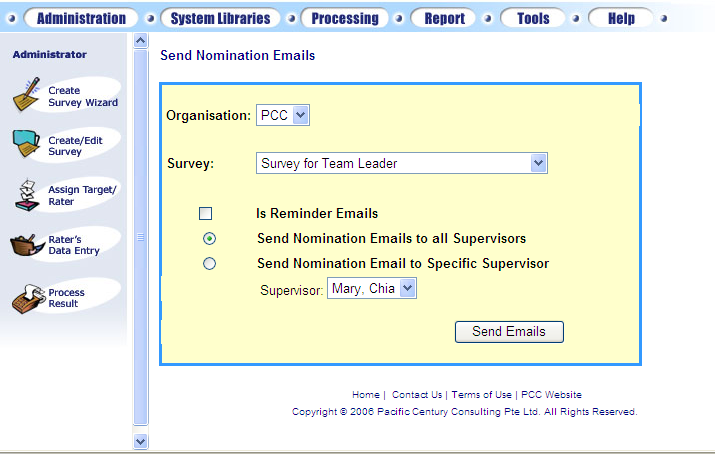 Administration System Libraries Processing Report Tools Help
Administrator
Create
Survey Wizard
Create/Edit
Survey
Assign Target/
Rater
Rater's
Data Entry
Process
Result
Send Nomination Emails
Organisation: PCC
Survey: Survey for Team Leader
Is Reminder Emails
Send Nomination Emails to all Supervisors
Send Nomination Email to Specific Supervisor
Supervisor: Mary, Chia
Send Emails
Home | Contact Us | Terms of Use | PCC Website
Copyright © 2006 Pacific Century Consulting Pte Ltd. All Rights Reserved.